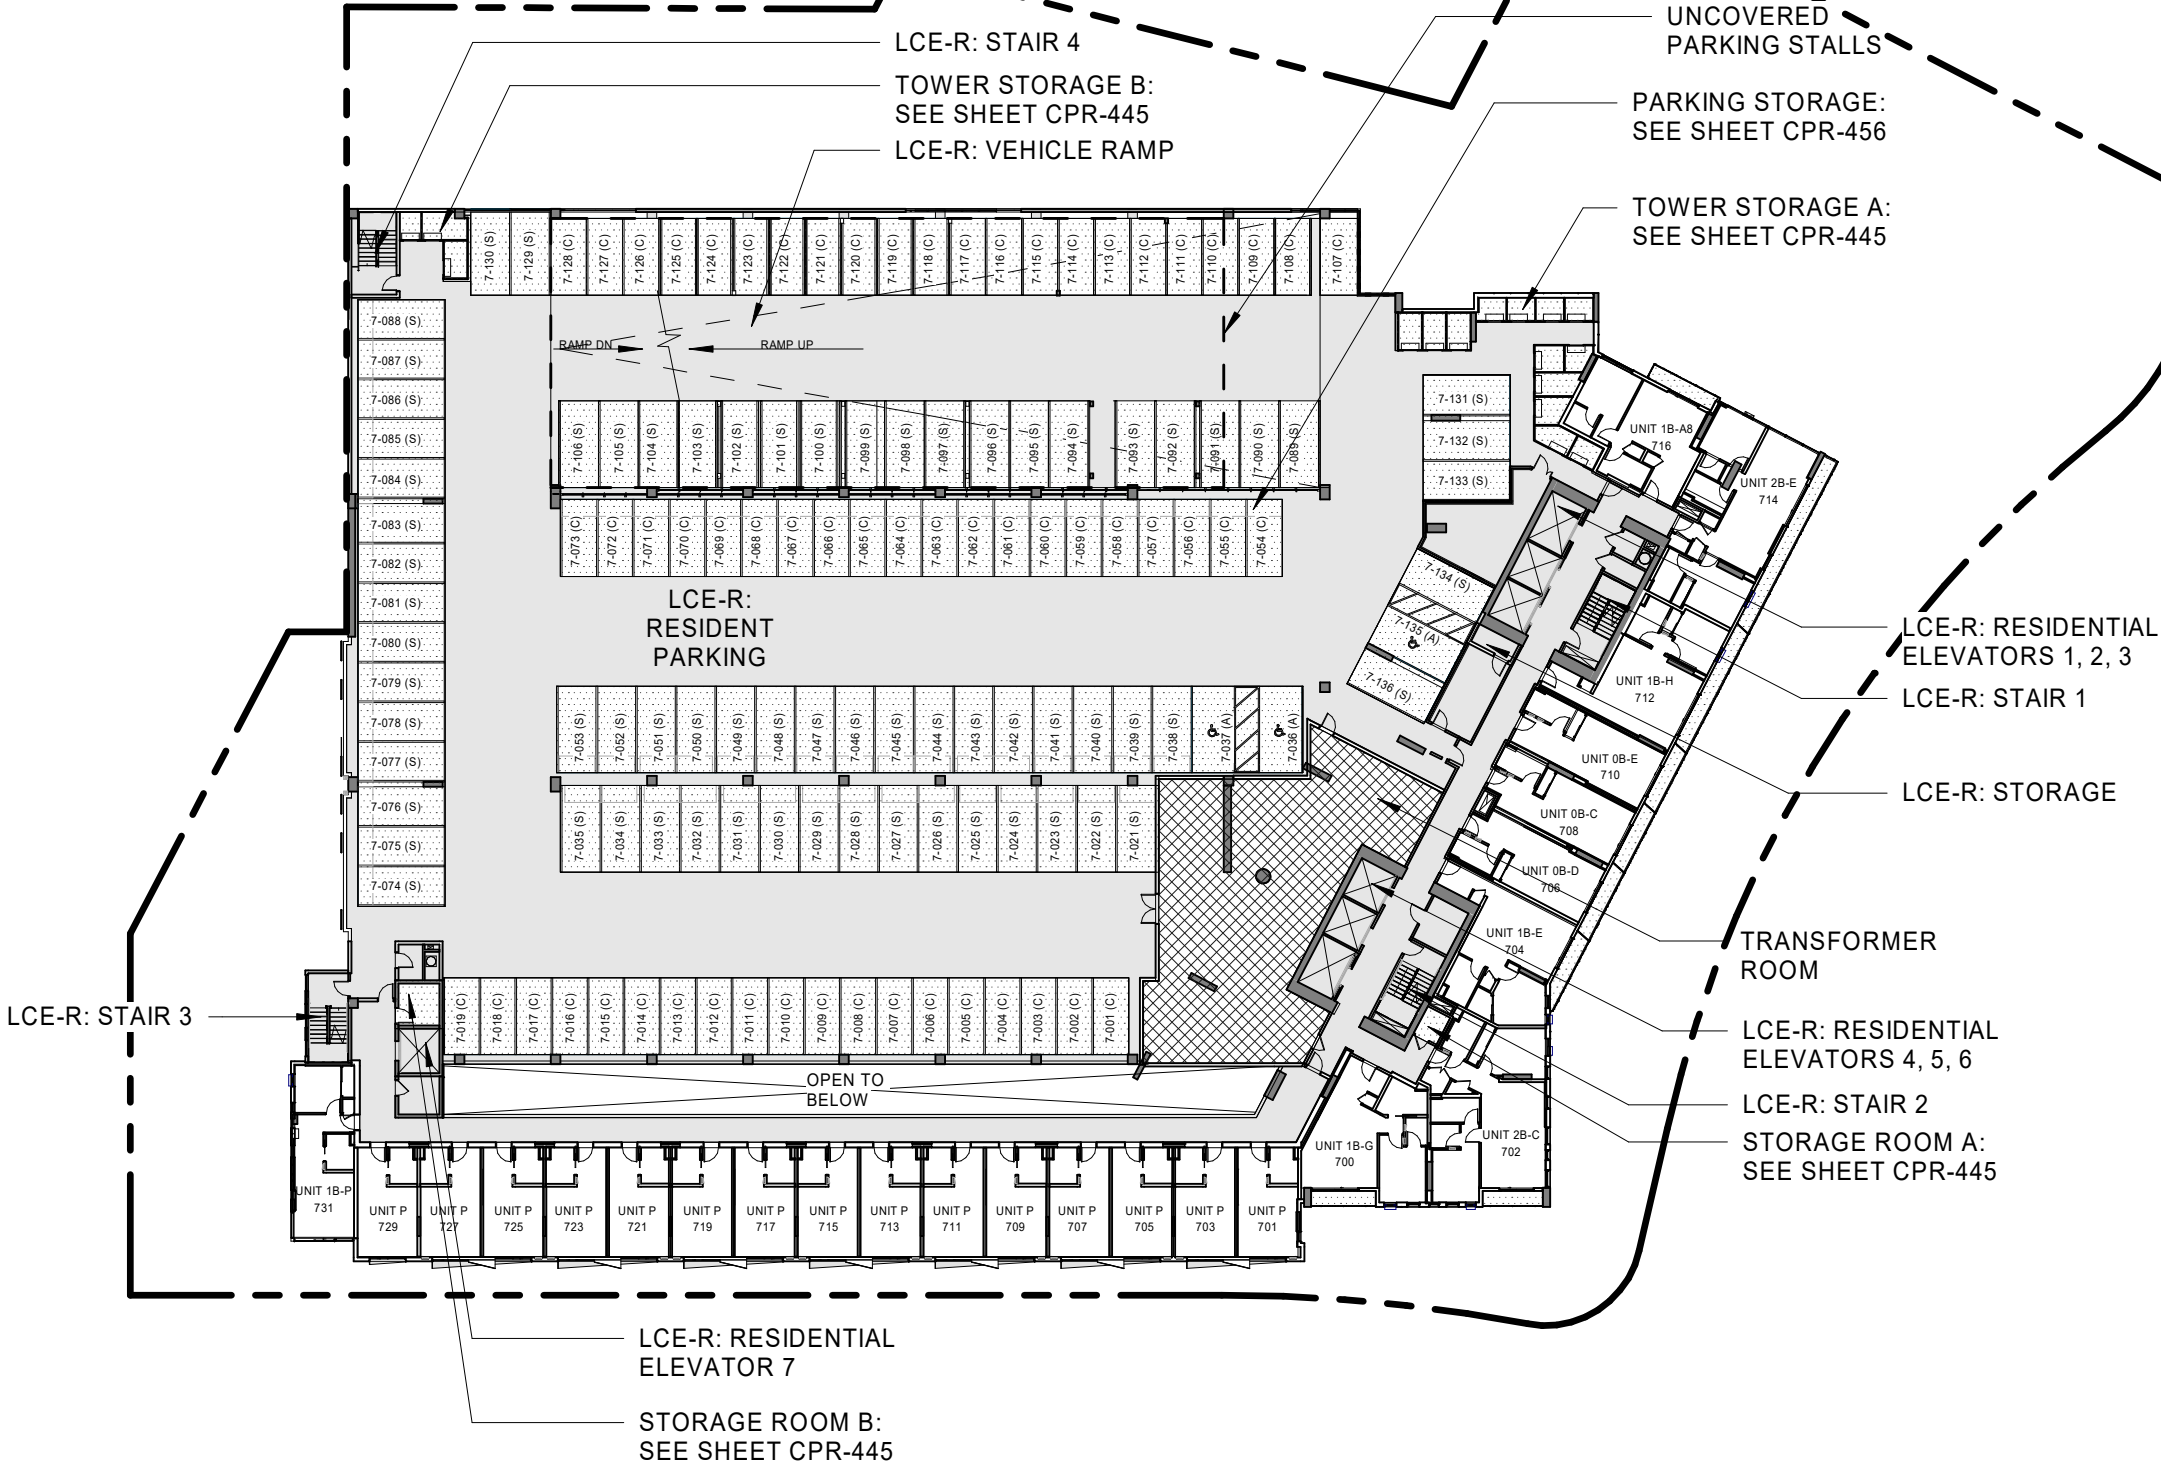 UNCOVERED
PARKING STALLS
LCE-R: STAIR 4
TOWER STORAGE B:
SEE SHEET CPR-445
LCE-R: VEHICLE RAMP
PARKING STORAGE:
SEE SHEET CPR-456
TOWER STORAGE A:
SEE SHEET CPR-445
7-130 (S)
7-129 (S)
7-128 (C)
7-127 (C)
7-126 (C)
7-125 (C)
7-124 (C)
7-123 (C)
7-122 (C)
7-121 (C)
7-120 (C)
7-119 (C)
7-118 (C)
7-117 (C)
7-116 (C)
7-115 (C)
7-114 (C)
7-113 (C)
7-112 (C)
7-111 (C)
7-110 (C)
7-109 (C)
7-108 (C)
7-107 (C)
7-088 (S)
7-087 (S)
7-086 (S)
7-085 (S)
7-084 (S)
7-083 (S)
7-082 (S)
7-081 (S)
7-080 (S)
7-079 (S)
7-078 (S)
7-077 (S)
7-076 (S)
7-075 (S)
7-074 (S)
RAMP DN
RAMP UP
7-106 (S)
7-105 (S)
7-104 (S)
7-103 (S)
7-102 (S)
7-101 (S)
7-100 (S)
7-099 (S)
7-098 (S)
7-097 (S)
7-096 (S)
7-095 (S)
7-094 (S)
7-093 (S)
7-092 (S)
7-091 (S)
7-090 (S)
7-089 (S)
7-131 (S)
7-132 (S)
7-133 (S)
7-073 (C)
7-072 (C)
7-071 (C)
7-070 (C)
7-069 (C)
7-068 (C)
7-067 (C)
7-066 (C)
7-065 (C)
7-064 (C)
7-063 (C)
7-062 (C)
7-061 (C)
7-060 (C)
7-059 (C)
7-058 (C)
7-057 (C)
7-056 (C)
7-055 (C)
7-054 (C)
7-134 (S)
7-135 (A)
7-136 (S)
LCE-R:
RESIDENT
PARKING
7-053 (S)
7-052 (S)
7-051 (S)
7-050 (S)
7-049 (S)
7-048 (S)
7-047 (S)
7-046 (S)
7-045 (S)
7-044 (S)
7-043 (S)
7-042 (S)
7-041 (S)
7-040 (S)
7-039 (S)
7-038 (S)
7-037 (A)
7-036 (A)
7-035 (S)
7-034 (S)
7-033 (S)
7-032 (S)
7-031 (S)
7-030 (S)
7-029 (S)
7-028 (S)
7-027 (S)
7-026 (S)
7-025 (S)
7-024 (S)
7-023 (S)
7-022 (S)
7-021 (S)
7-019 (C)
7-018 (C)
7-017 (C)
7-016 (C)
7-015 (C)
7-014 (C)
7-013 (C)
7-012 (C)
7-011 (C)
7-010 (C)
7-009 (C)
7-008 (C)
7-007 (C)
7-006 (C)
7-005 (C)
7-004 (C)
7-003 (C)
7-002 (C)
7-001 (C)
OPEN TO
BELOW
UNIT 1B-A8
716
UNIT 2B-E
714
UNIT 1B-H
712
UNIT 0B-E
710
UNIT 0B-C
708
UNIT 0B-D
706
UNIT 1B-E
704
UNIT 2B-C
702
UNIT 1B-G
700
LCE-R: RESIDENTIAL
ELEVATORS 1, 2, 3
LCE-R: STAIR 1
LCE-R: STORAGE
TRANSFORMER
ROOM
LCE-R: RESIDENTIAL
ELEVATORS 4, 5, 6
LCE-R: STAIR 2
STORAGE ROOM A:
SEE SHEET CPR-445
LCE-R: STAIR 3
UNIT 1B-P
731
UNIT P
729
UNIT P
727
UNIT P
725
UNIT P
723
UNIT P
721
UNIT P
719
UNIT P
717
UNIT P
715
UNIT P
713
UNIT P
711
UNIT P
709
UNIT P
707
UNIT P
705
UNIT P
703
UNIT P
701
LCE-R: RESIDENTIAL
ELEVATOR 7
STORAGE ROOM B:
SEE SHEET CPR-445